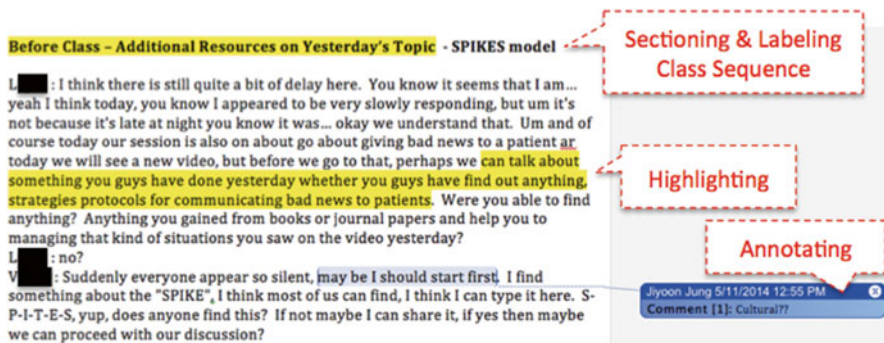 Before Class – Additional Resources on Yesterday's Topic - SPIKES model
Sectioning & Labeling
Class Sequence
L : I think there is still quite a bit of delay here. You know it seems that I am…
yeah I think today, you know I appeared to be very slowly responding, but um it's
not because it's late at night you know it was… okay we understand that. Um and of
course today our session is also on about go about giving bad news to a patient ar
today we will see a new video, but before we go to that, perhaps we can talk about
something you guys have done yesterday whether you guys have find out anything,
strategies protocols for communicating bad news to patients. Were you able to find
anything? Anything you gained from books or journal papers and help you to
managing that kind of situations you saw on the video yesterday?
Highlighting
L : no?
V : Suddenly everyone appear so silent, may be I should start first. I find
something about the "SPIKE", I think most of us can find, I think I can type it here. S-
P-I-T-E-S, yup, does anyone find this? If not maybe I can share it, if yes then maybe
we can proceed with our discussion?
Annotating
Jiyoon Jung 5/11/2014 12:55 PM
Comment [1]: Cultural??